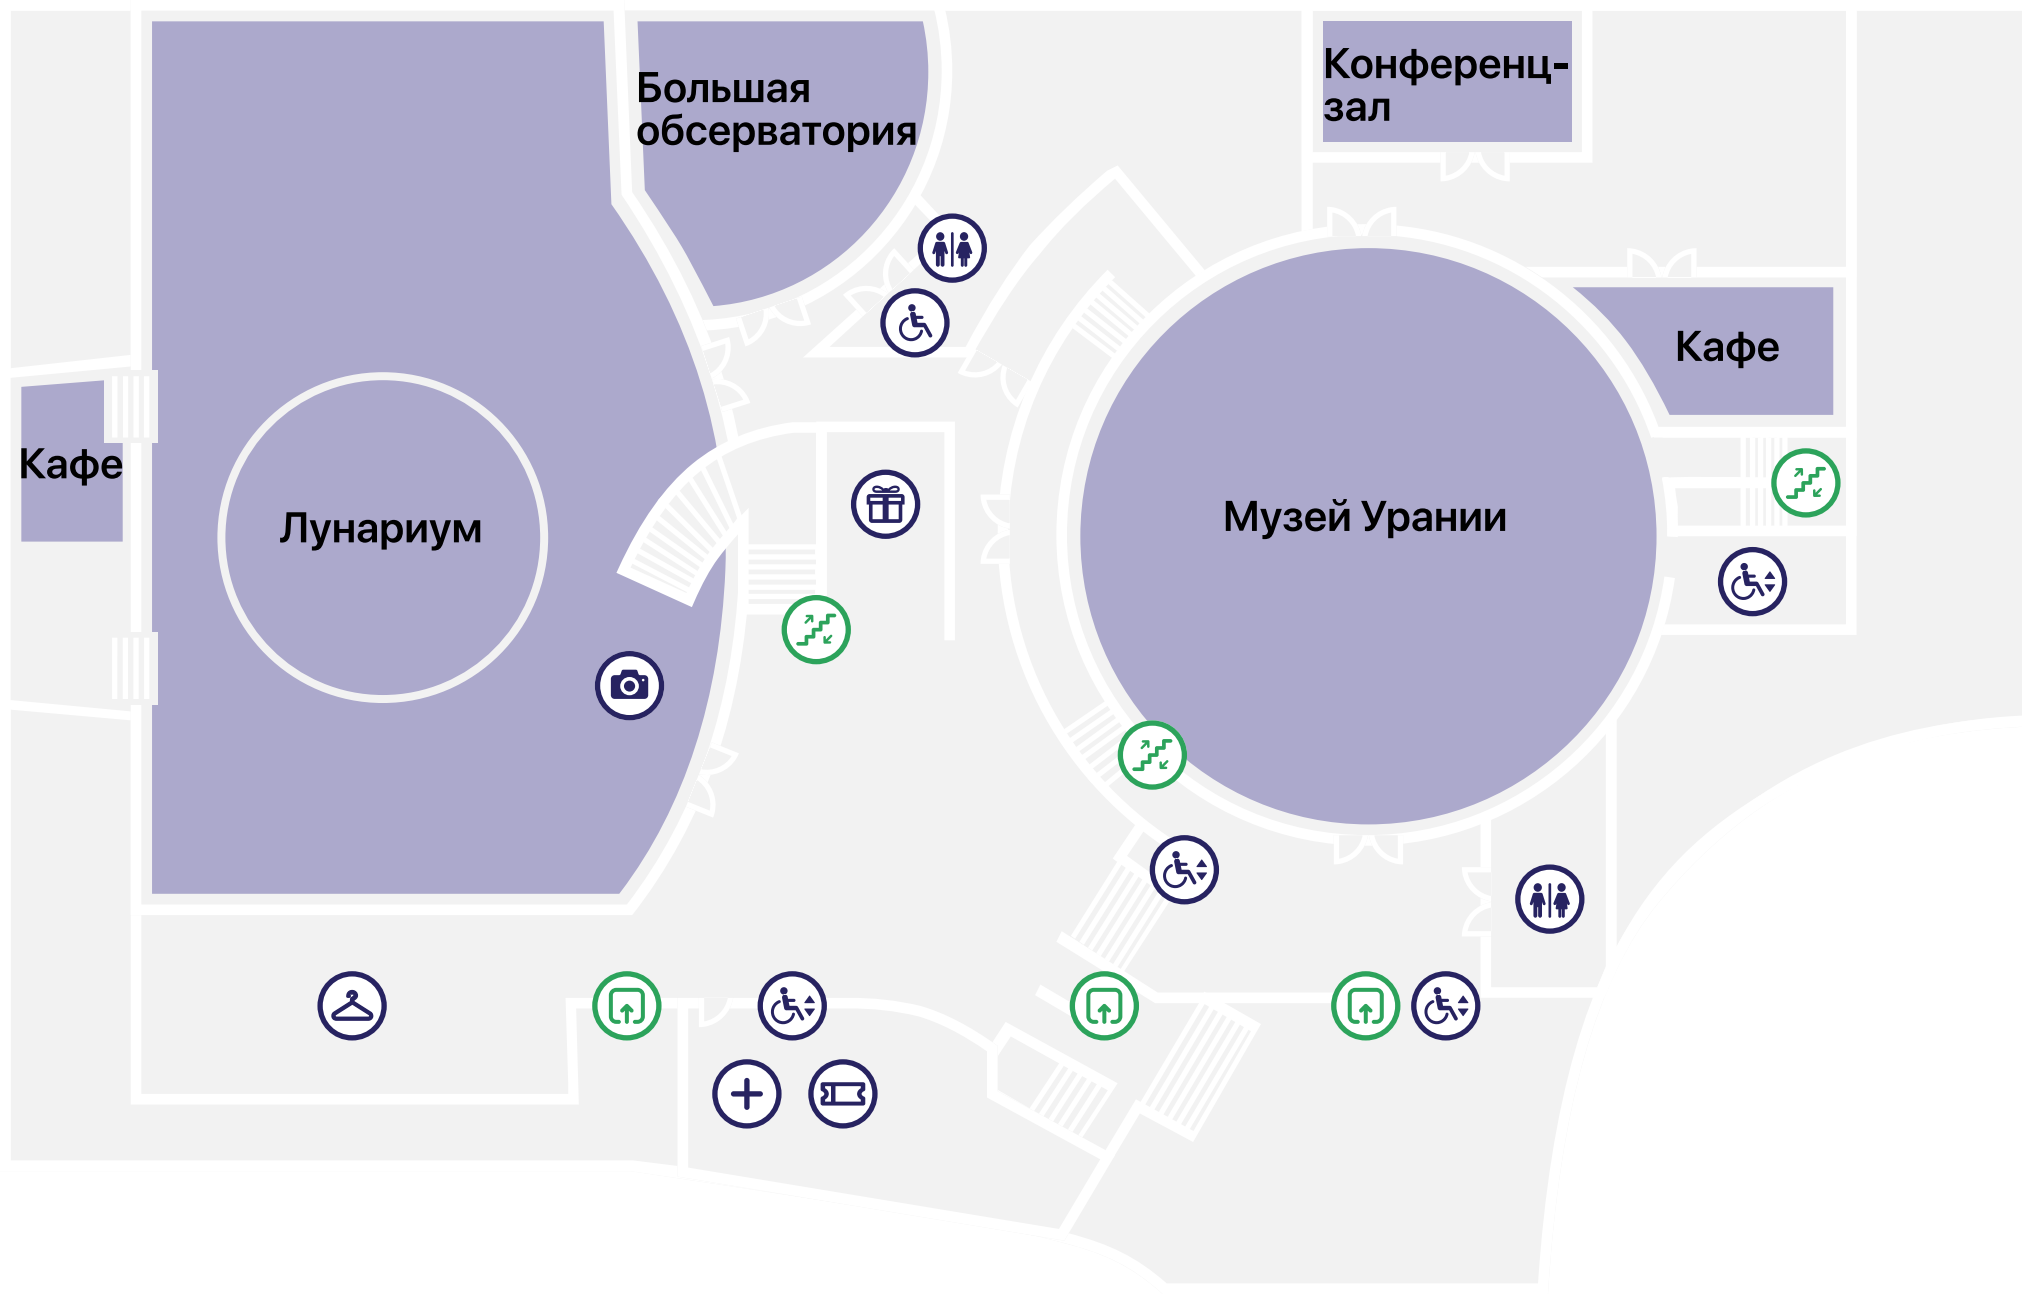 Большая
обсерватория
Конференц-
зал
Кафе
Кафе
Лунариум
Музей Урании